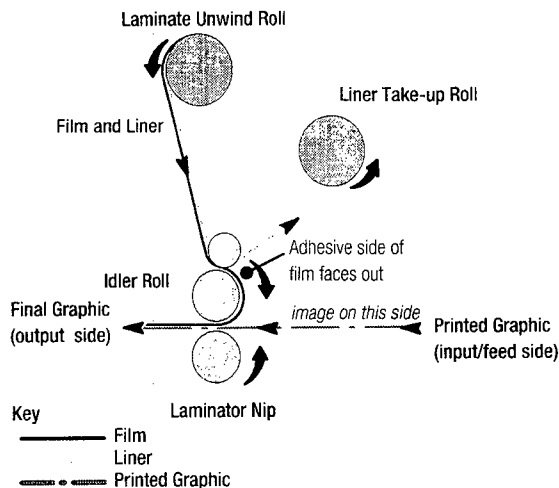 Laminate Unwind Roll
Liner Take-up Roll
Film and Liner
Adhesive side of
film faces out
Idler Roll
Final Graphic
(output side)
image on this side
Printed Graphic
(input/feed side)
Laminator Nip
Key
Film
Liner
Printed Graphic